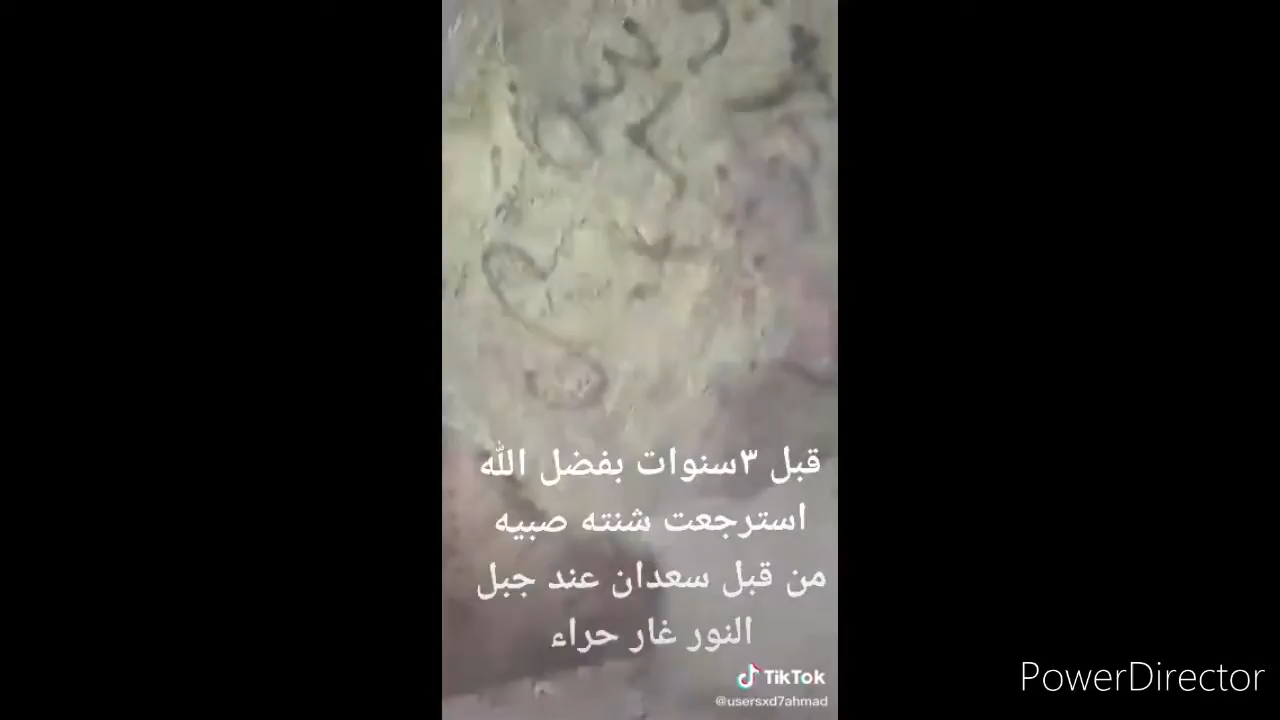 قبل ٣سنوات بفضل الله
استرجعت شنته صبيه
من قبل سعدان عند جبل
النور غار حراء
TikTok
@usersxd7ahmad
PowerDirector